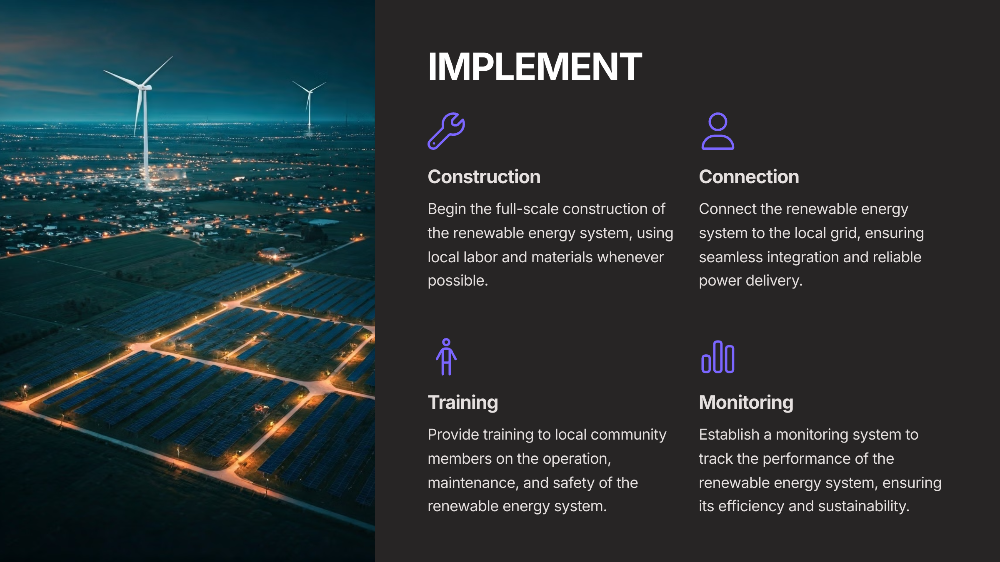 IMPLEMENT
Construction
Begin the full-scale construction of
the renewable energy system, using
local labor and materials whenever
possible.
Connection
Connect the renewable energy
system to the local grid, ensuring
seamless integration and reliable
power delivery.
Training
Provide training to local community
members on the operation,
maintenance, and safety of the
renewable energy system.
Monitoring
Establish a monitoring system to
track the performance of the
renewable energy system, ensuring
its efficiency and sustainability.